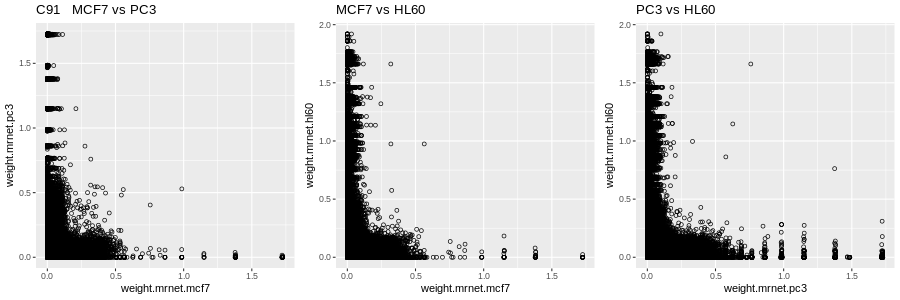 C91 MCF7 vs PC3
weight.mrnet.pc3
1.5
1.0
0.5
0.0
0.0 0.5 1.0 1.5
weight.mrnet.mcf7
MCF7 vs HL60
weight.mrnet.hl60
2.0
1.5
1.0
0.5
0.0
0.0 0.5 1.0 1.5
weight.mrnet.mcf7
PC3 vs HL60
weight.mrnet.hl60
2.0
1.5
1.0
0.5
0.0
0.0 0.5 1.0 1.5
weight.mrnet.pc3